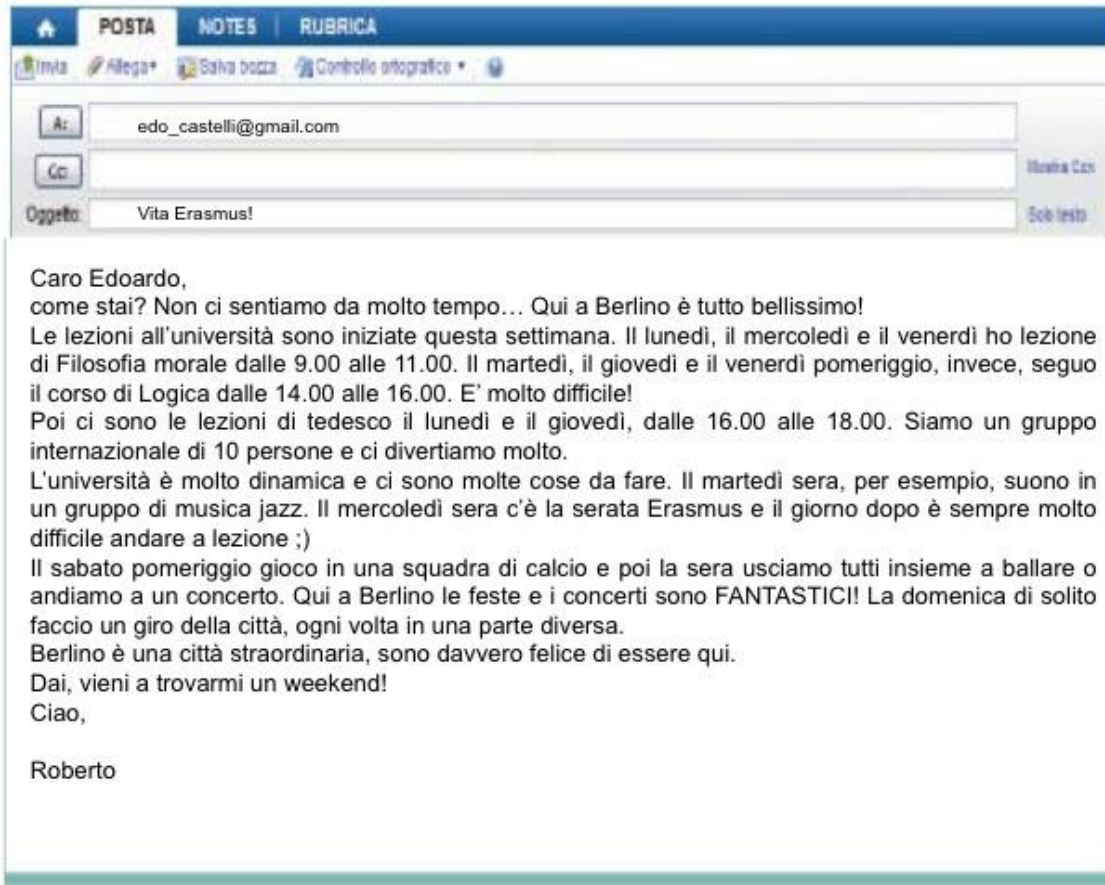 POSTA NOTES RUBRICA
Invia Allega Salva bozza Controllo ortografico
A: edo_castelli@gmail.com
Cc: Mostra Ccn
Oggetto: Vita Erasmus! Solo testo
Caro Edoardo,
come stai? Non ci sentiamo da molto tempo… Qui a Berlino è tutto bellissimo!
Le lezioni all'università sono iniziate questa settimana. Il lunedì, il mercoledì e il venerdì ho lezione
di Filosofia morale dalle 9.00 alle 11.00. Il martedì, il giovedì e il venerdì pomeriggio, invece, seguo
il corso di Logica dalle 14.00 alle 16.00. E' molto difficile!
Poi ci sono le lezioni di tedesco il lunedì e il giovedì, dalle 16.00 alle 18.00. Siamo un gruppo
internazionale di 10 persone e ci divertiamo molto.
L'università è molto dinamica e ci sono molte cose da fare. Il martedì sera, per esempio, suono in
un gruppo di musica jazz. Il mercoledì sera c'è la serata Erasmus e il giorno dopo è sempre molto
difficile andare a lezione ;)
Il sabato pomeriggio gioco in una squadra di calcio e poi la sera usciamo tutti insieme a ballare o
andiamo a un concerto. Qui a Berlino le feste e i concerti sono FANTASTICI! La domenica di solito
faccio un giro della città, ogni volta in una parte diversa.
Berlino è una città straordinaria, sono davvero felice di essere qui.
Dai, vieni a trovarmi un weekend!
Ciao,
Roberto